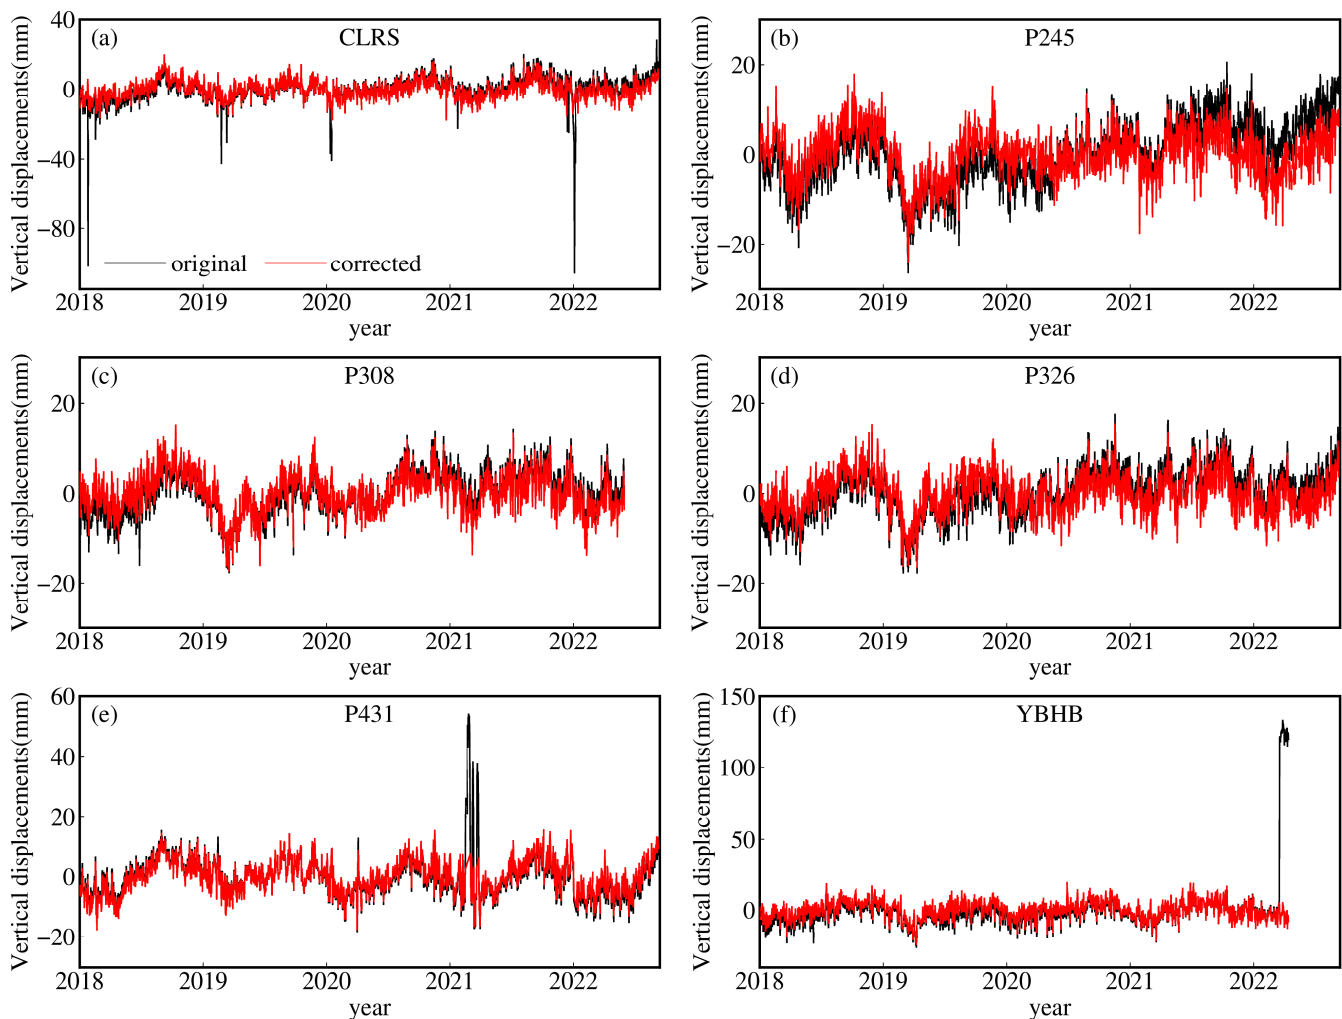 (a) CLRS
Vertical displacements(mm)
40
0
−40
−80
original corrected
2018 2019 2020 2021 2022
year
(b) P245
Vertical displacements(mm)
20
0
−20
2018 2019 2020 2021 2022
year
(c) P308
Vertical displacements(mm)
20
0
−20
2018 2019 2020 2021 2022
year
(d) P326
Vertical displacements(mm)
20
0
−20
2018 2019 2020 2021 2022
year
(e) P431
Vertical displacements(mm)
60
40
20
0
−20
2018 2019 2020 2021 2022
year
(f) YBHB
Vertical displacements(mm)
150
100
50
0
2018 2019 2020 2021 2022
year